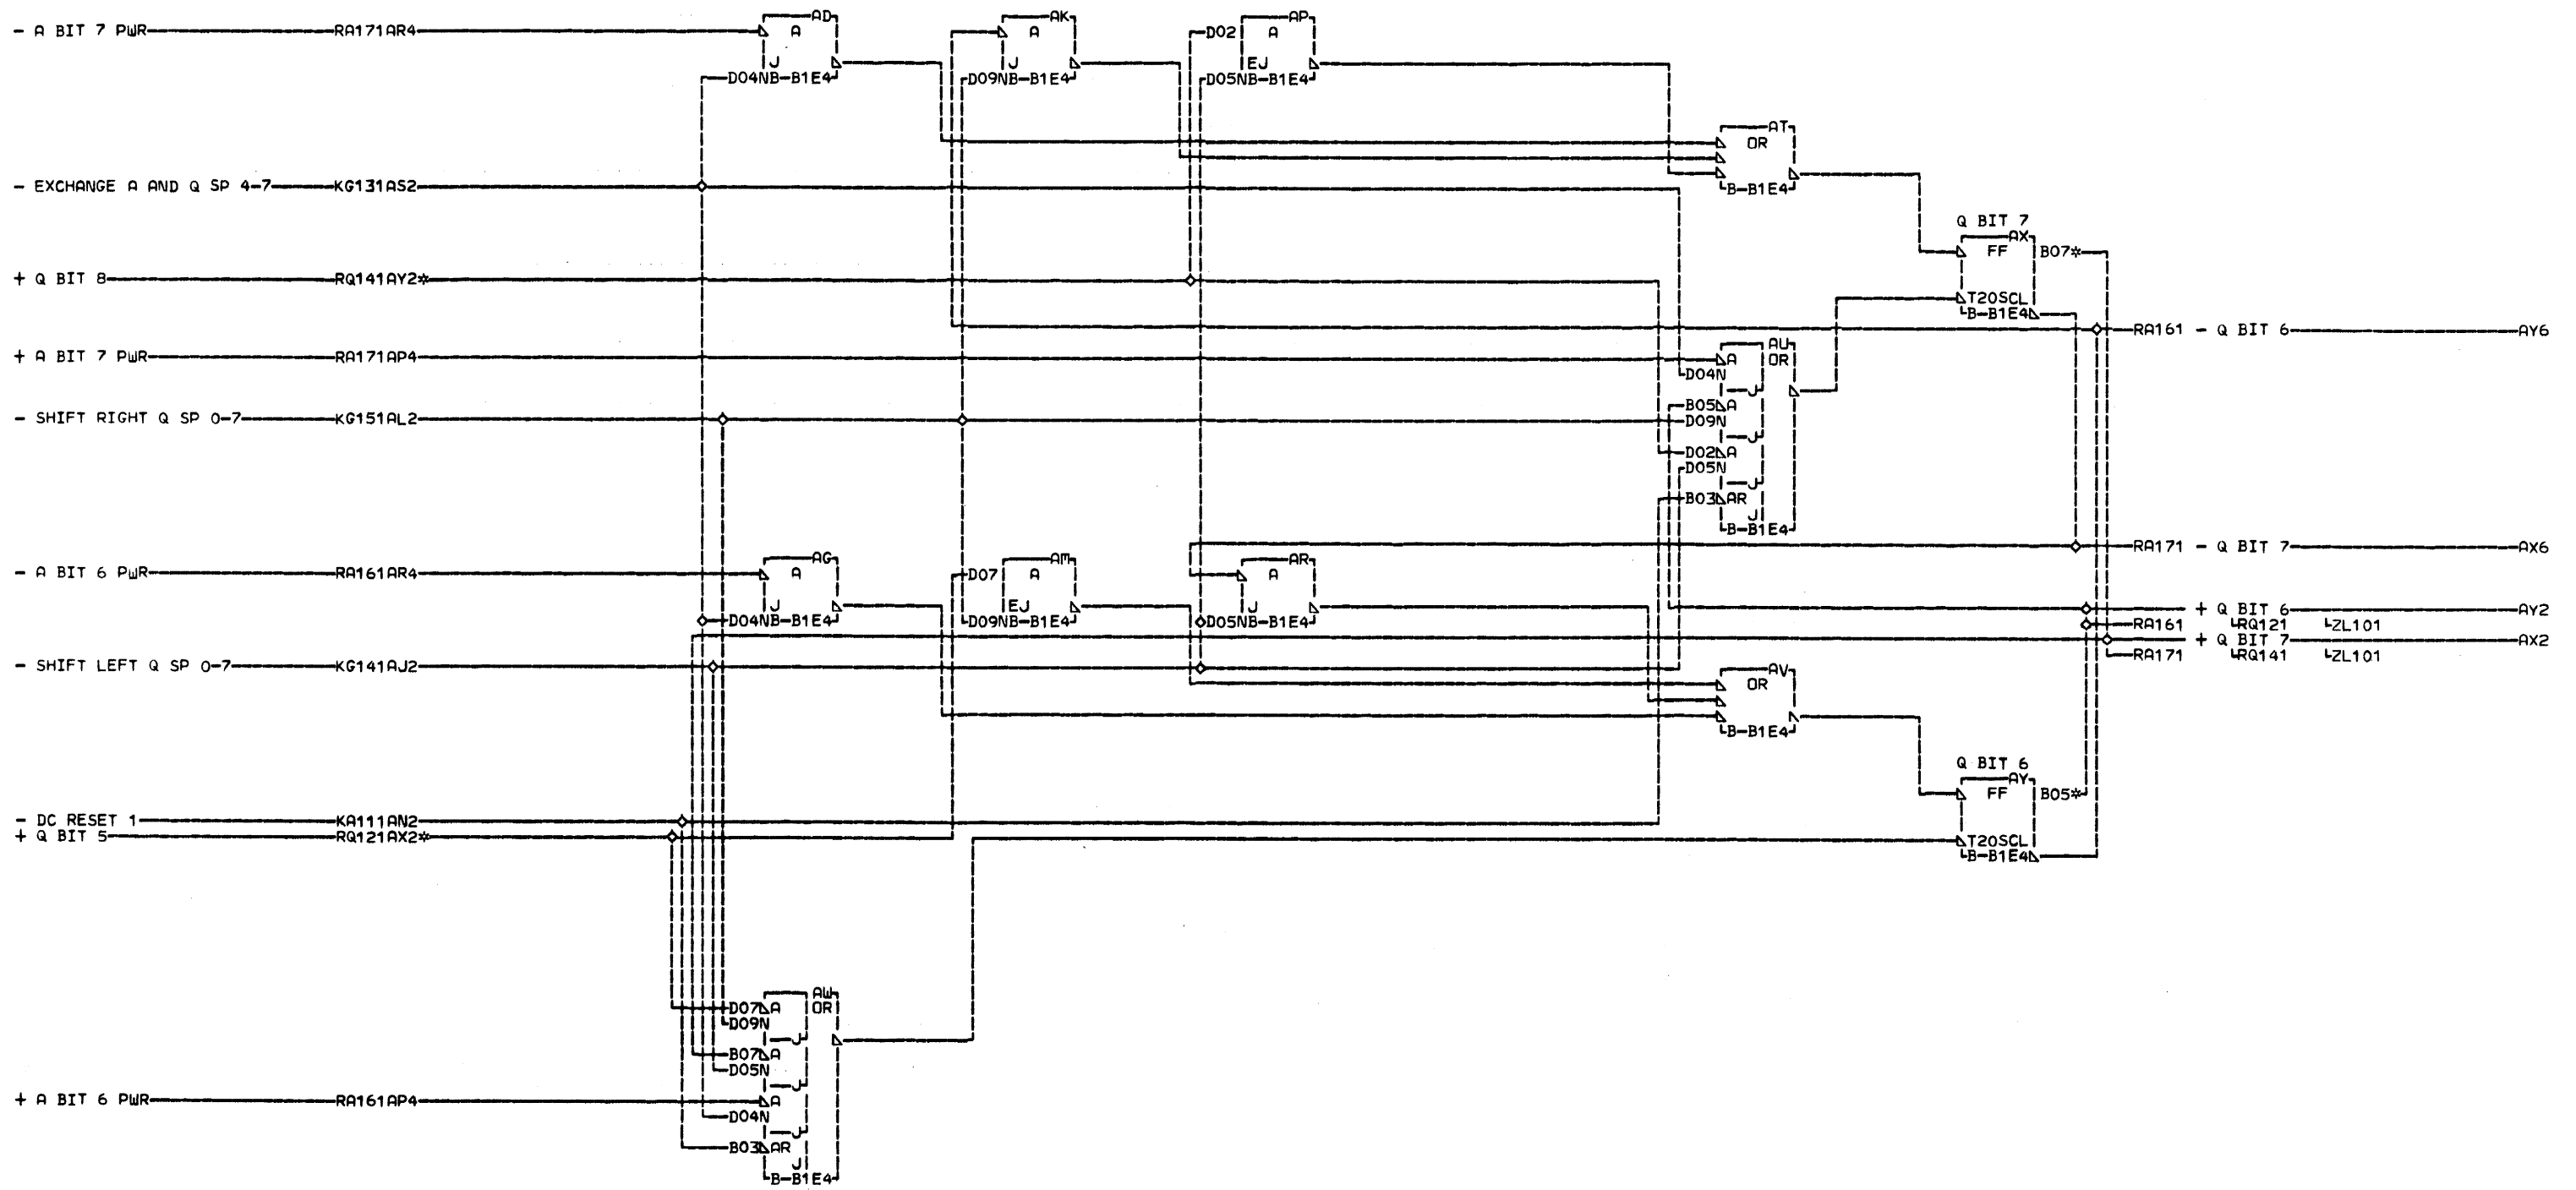 AD AK AP
- A BIT 7 PWR RA171AR4 A A D02 A
J J EJ
D04NB-B1E4 D09NB-B1E4 D05NB-B1E4
AT
OR
- EXCHANGE A AND Q SP 4-7 KG131AS2 B-B1E4
Q BIT 7
AX
FF B07*
+ Q BIT 8 RQ141AY2*
T20SCL
B-B1E4
RA161 - Q BIT 6 AY6
AU
+ A BIT 7 PWR RA171AP4 A OR
D04N
J
B05 A
- SHIFT RIGHT Q SP 0-7 KG151AL2 D09N
J
D02 A
D05N
J
B03 AR
J
B-B1E4
RA171 - Q BIT 7 AX6
AG AM AR
- A BIT 6 PWR RA161AR4 A D07 A A
J EJ J
+ Q BIT 6 AY2
D04NB-B1E4 D09NB-B1E4 D05NB-B1E4 RA161 RQ121 ZL101
+ Q BIT 7 AX2
RA171 RQ141 ZL101
- SHIFT LEFT Q SP 0-7 KG141AJ2
AV
OR
B-B1E4
Q BIT 6
AY
FF B05*
- DC RESET 1 KA111AN2
+ Q BIT 5 RQ121AX2*
T20SCL
B-B1E4
AW
D07 A OR
D09N
J
B07 A
D05N
J
+ A BIT 6 PWR RA161AP4 A
D04N
J
B03 AR
J
B-B1E4